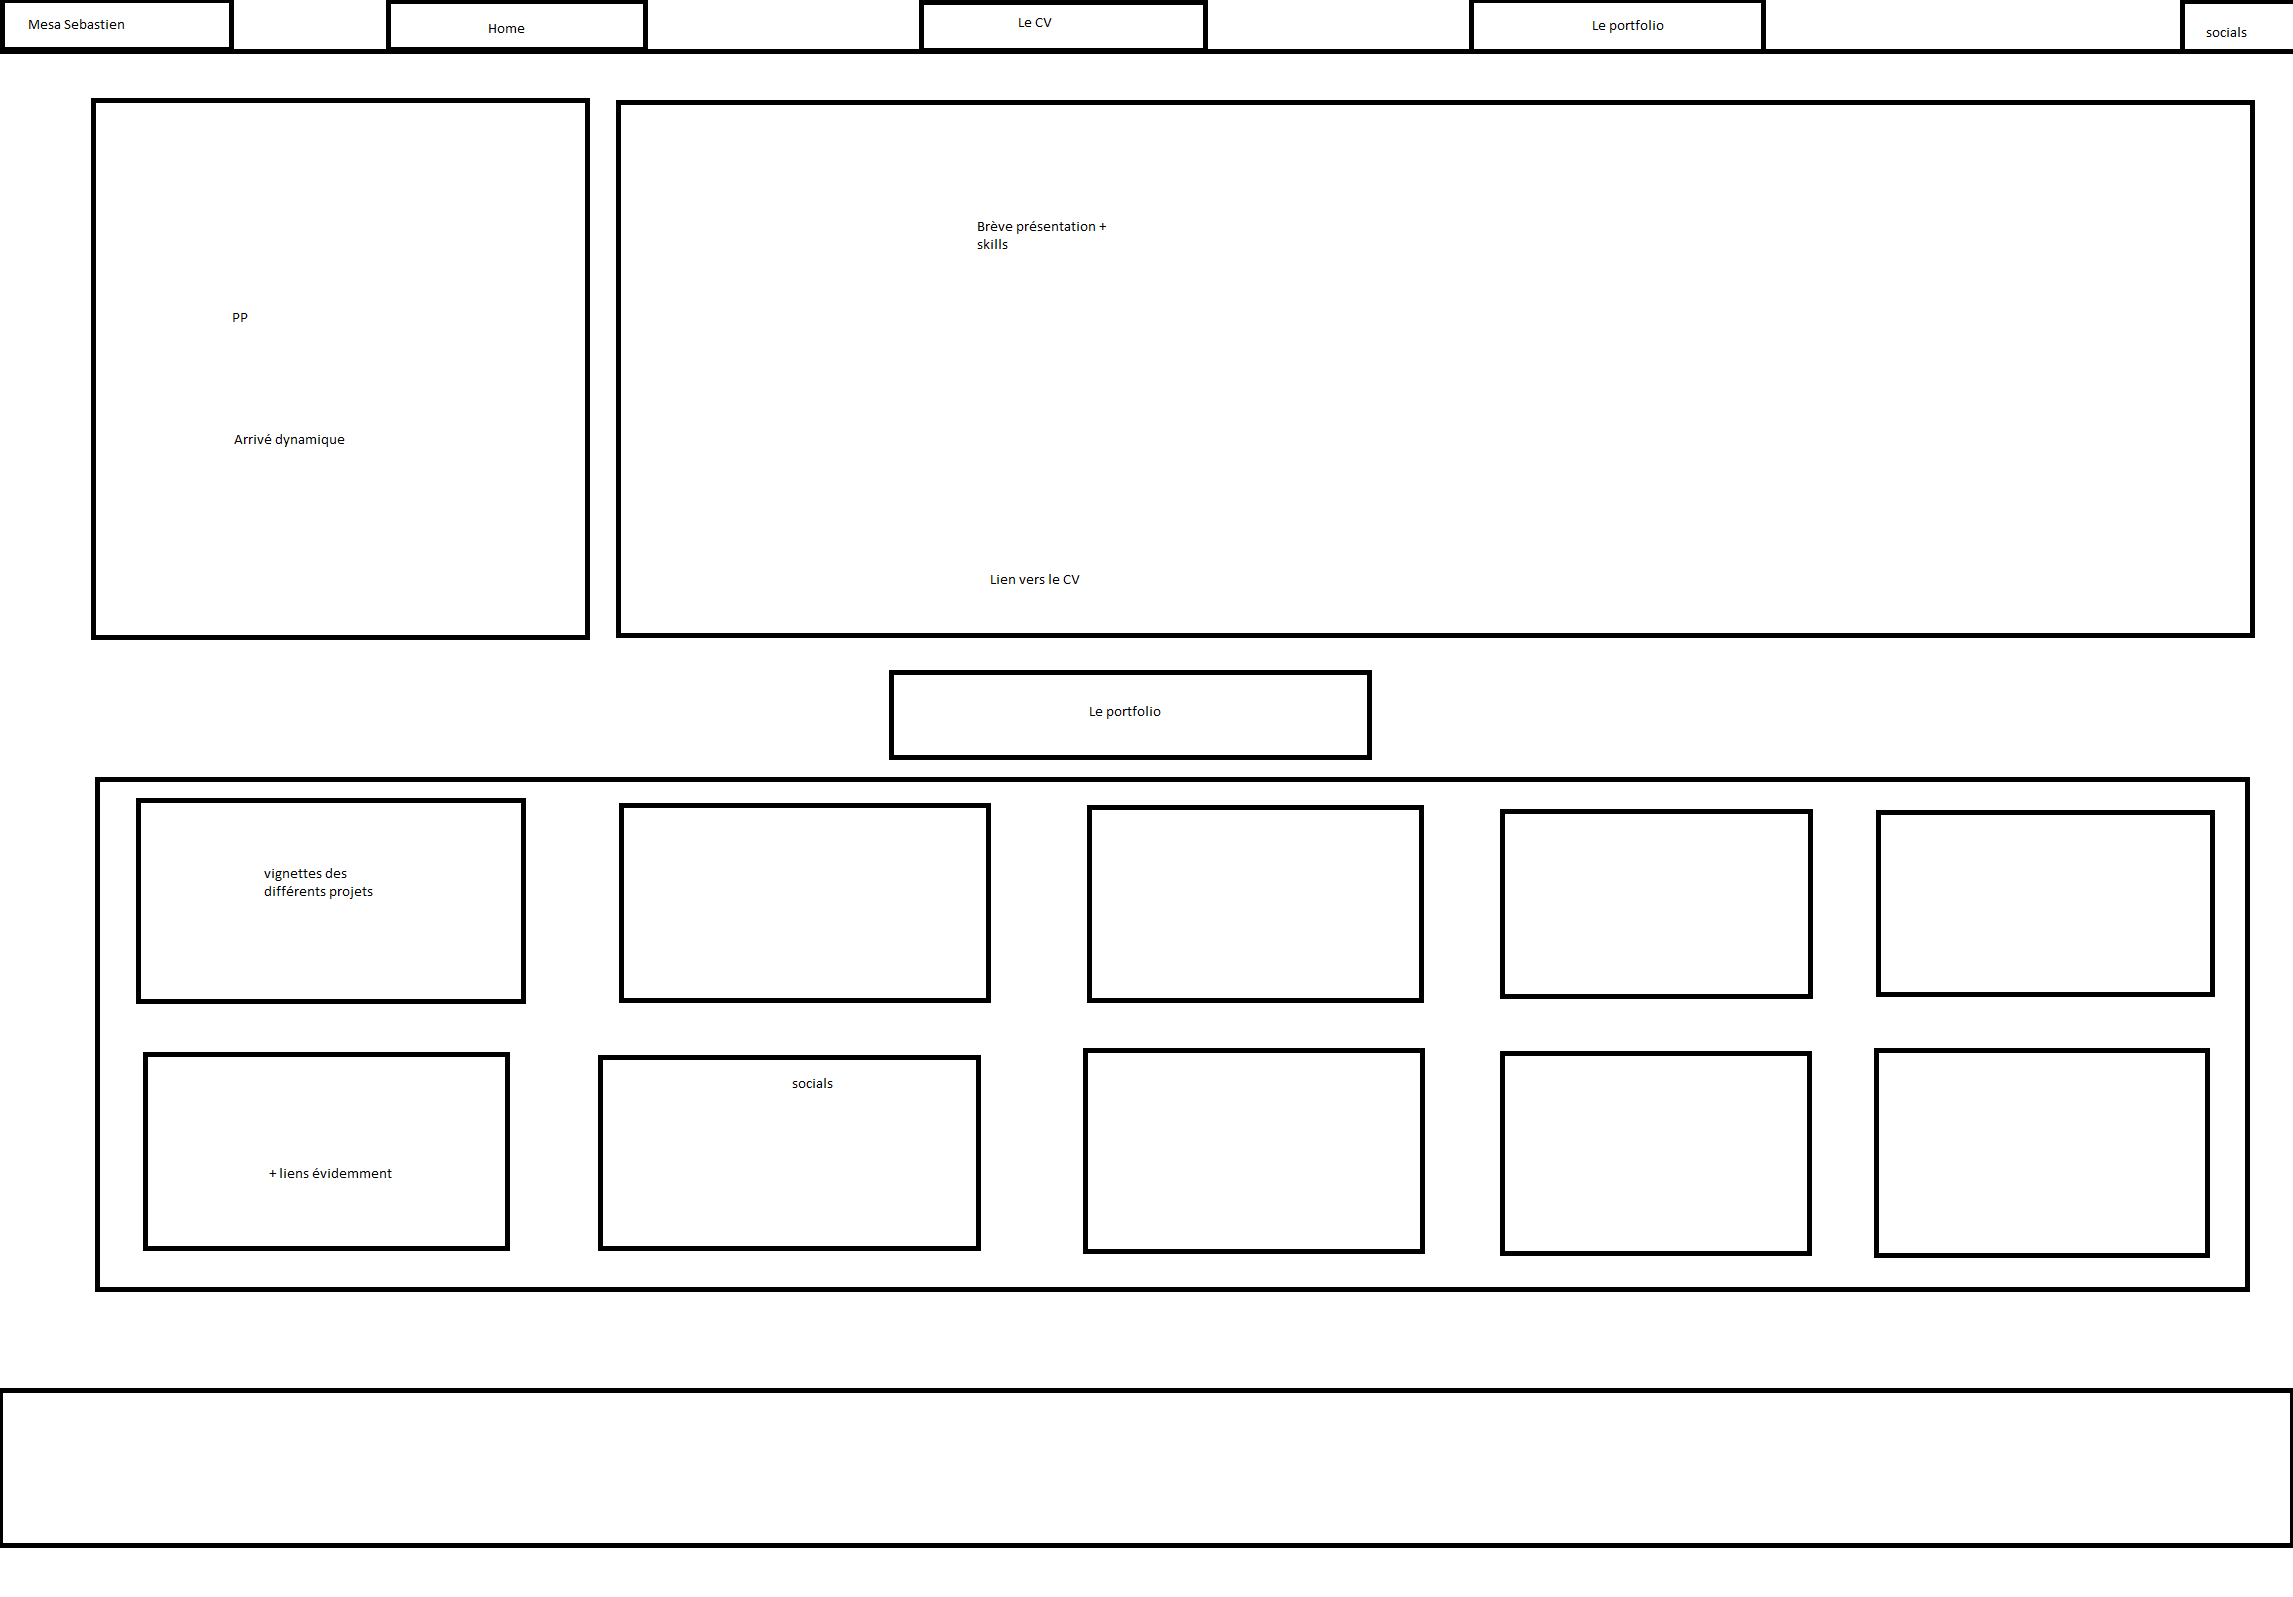 Mesa Sebastien
Home
Le CV
Le portfolio
socials
Brève présentation +
skills
PP
Arrivé dynamique
Lien vers le CV
Le portfolio
vignettes des
différents projets
socials
+ liens évidemment